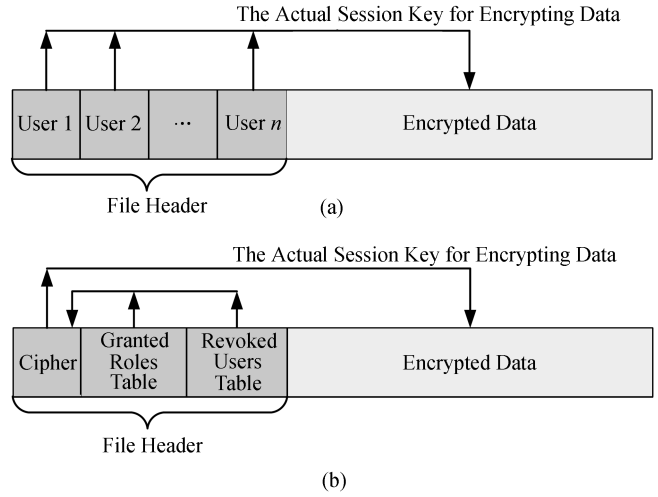 The Actual Session Key for Encrypting Data
User 1 User 2 ... User n Encrypted Data
File Header
(a)
The Actual Session Key for Encrypting Data
Cipher
Granted
Roles
Table
Revoked
Users
Table
Encrypted Data
File Header
(b)